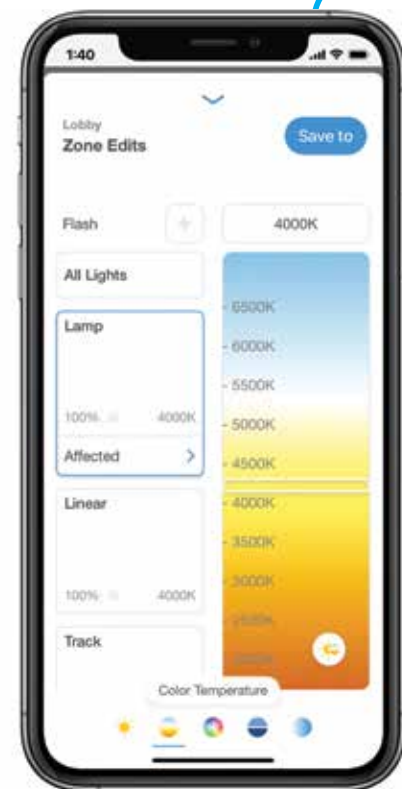 1:40
Lobby
Zone Edits
Save to
Flash
4000K
All Lights
Lamp
100%
4000K
Affected
Linear
100%
4000K
Track
- 6500K
- 6000K
- 5500K
- 5000K
- 4500K
- 4000K
- 3500K
- 3000K
Color Temperature